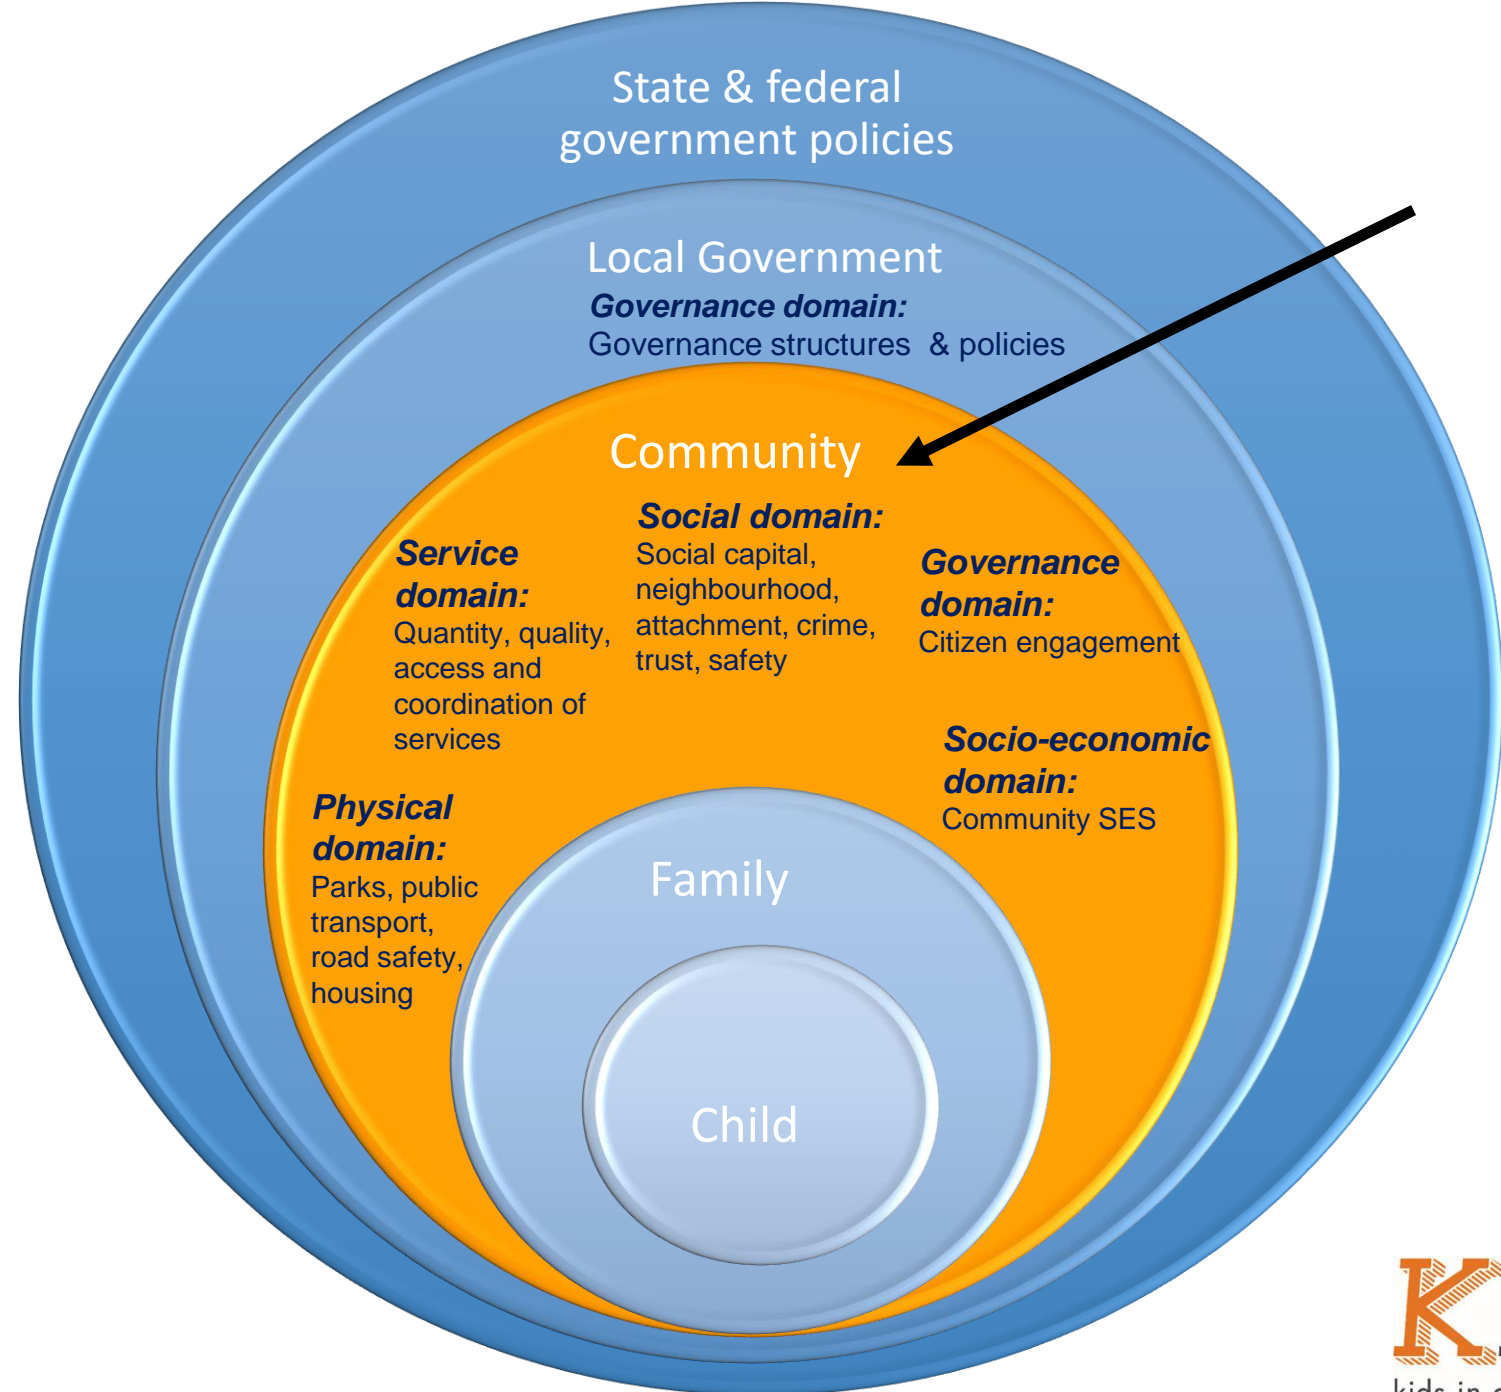 State & federal
government policies
Local Government
Governance domain:
Governance structures & policies
Community
Social domain:
Social capital,
neighbourhood,
attachment, crime,
trust, safety
Service
domain:
Quantity, quality,
access and
coordination of
services
Governance
domain:
Citizen engagement
Socio-economic
domain:
Community SES
Physical
domain:
Parks, public
transport,
road safety,
housing
Family
Child
K
kids in